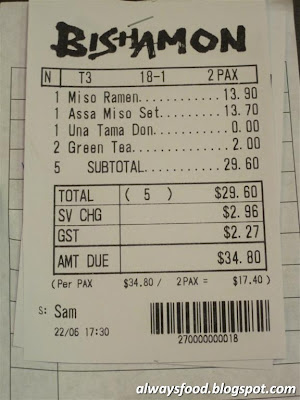 BISHAMON
N T3 18-1 2 PAX
1 Miso Ramen............ 13.90
1 Assa Miso Set......... 13.70
1 Una Tama Don.......... 0.00
2 Green Tea............. 2.00
5 SUBTOTAL............ 29.60
TOTAL ( 5 ) $29.60
SV CHG $2.96
GST $2.27
AMT DUE $34.80
(Per PAX $34.80 / 2PAX = $17.40 )
S: Sam
22/06 17:30
270000000018
alwaysfood.blogspot.com